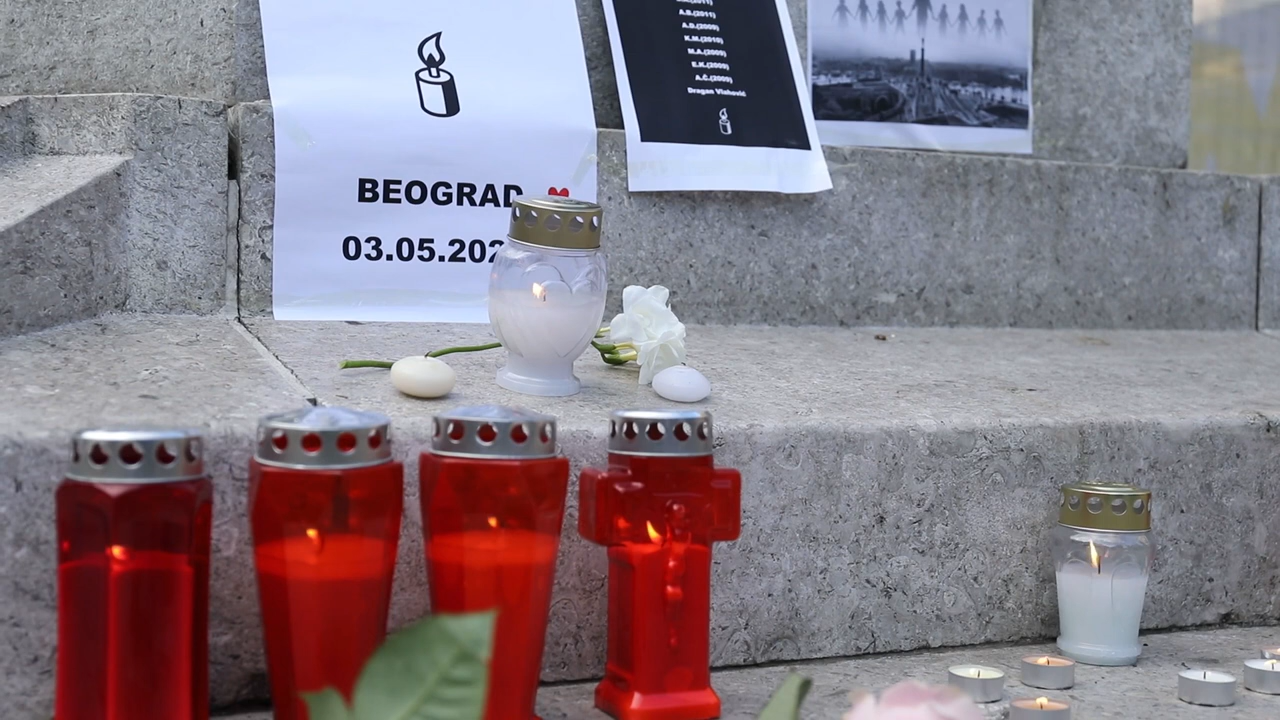 BEOGRAD
03.05.202
A.B.(2011)
A.D.(2009)
K.M.(2010)
M.A.(2009)
E.K.(2009)
A.Č.(2009)
Dragan Vlahović